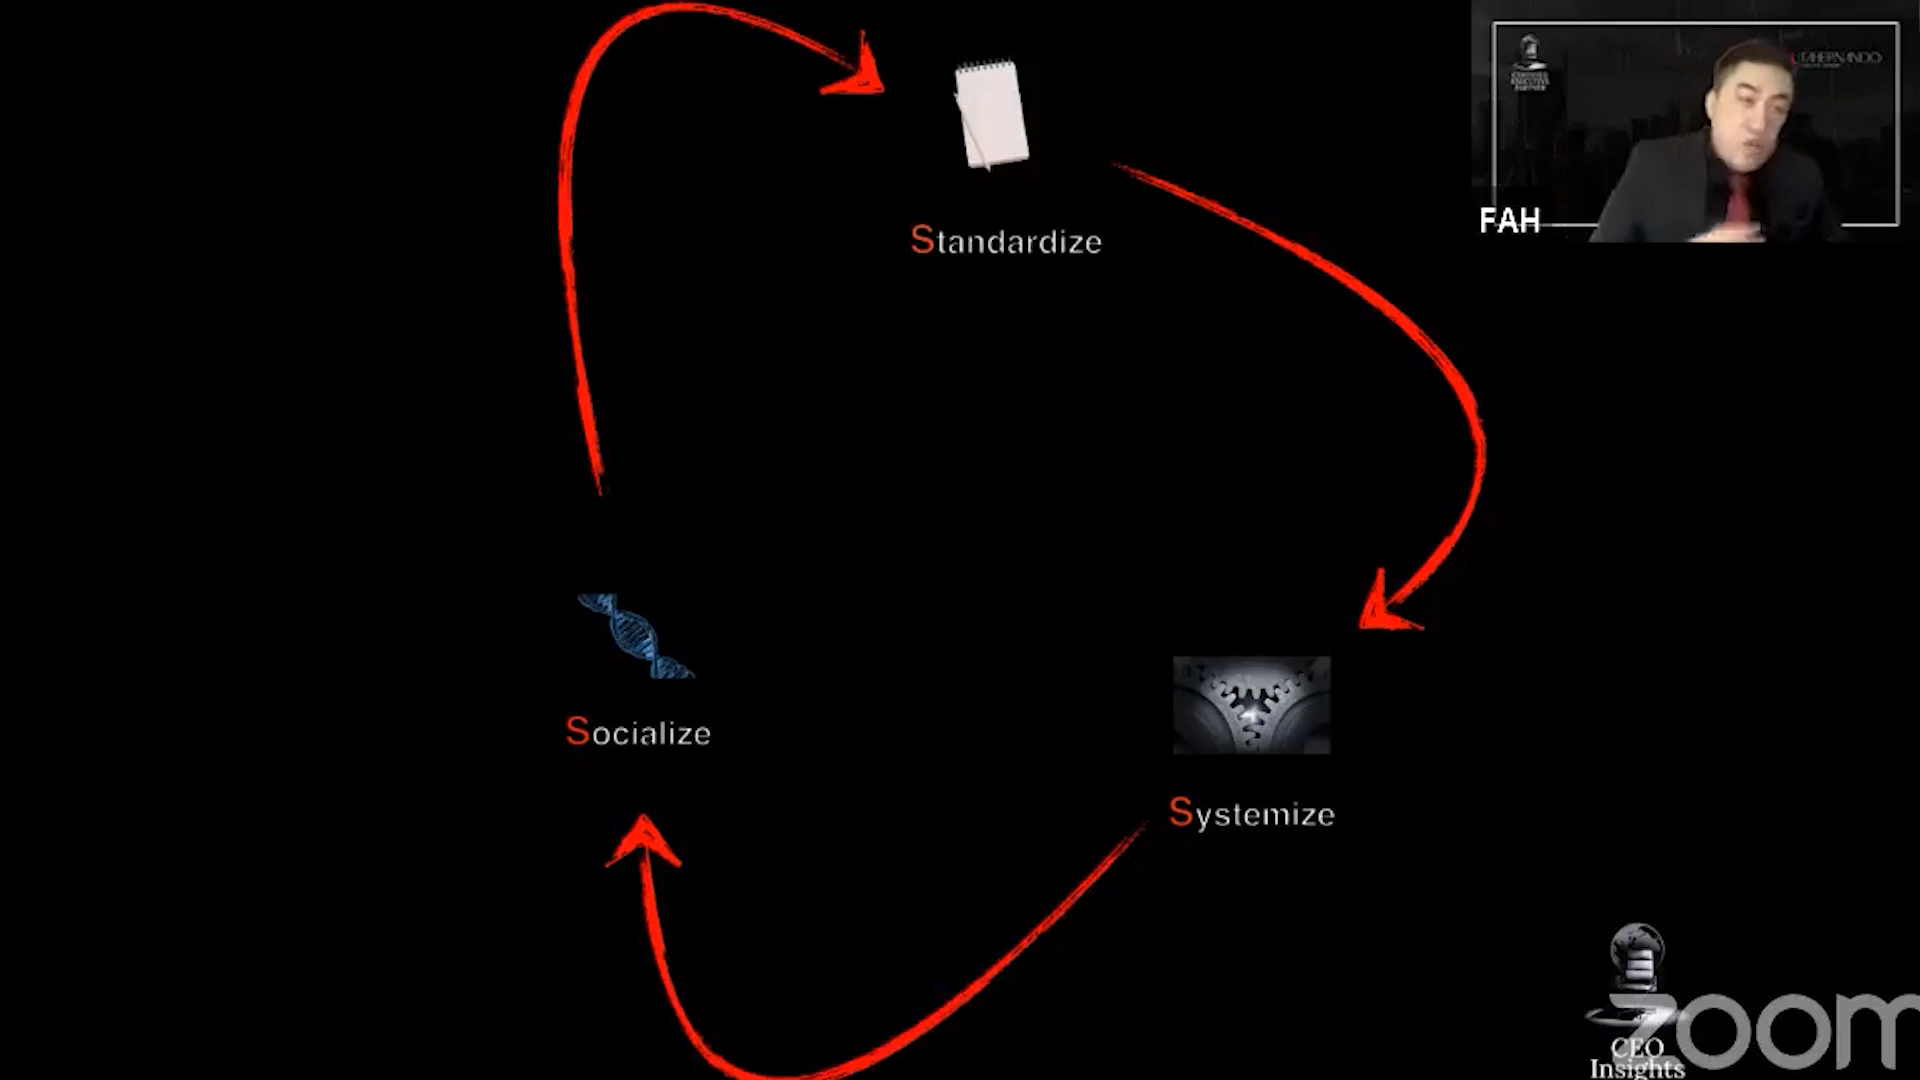 Standardize
FAH
Socialize
Systemize
zoom
CEO
Insights